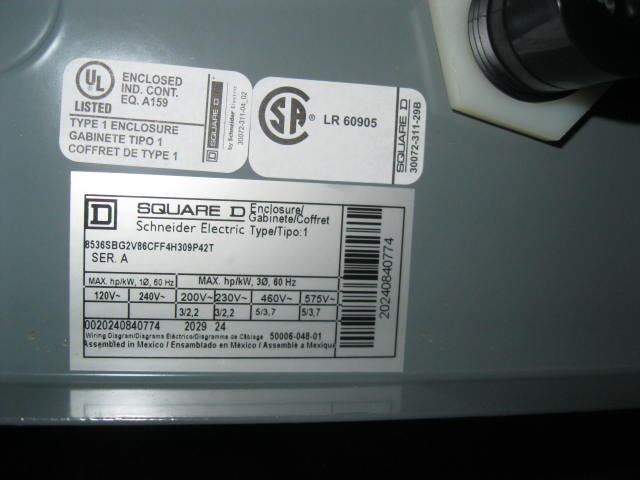 UL
LISTED
ENCLOSED
IND. CONT.
EQ. A159
TYPE 1 ENCLOSURE
GABINETE TIPO 1
COFFRET DE TYPE 1
SQUARE D
by Schneider Electric
30072-311-04_02
LR 60905
SQUARE D
30072-311-29B
D SQUARE D
Schneider Electric
Enclosure/
Gabinete/Coffret
Type/Tipo:1
8536SBG2V86CFF4H309P42T
SER. A
MAX. hp/kW, 1Ø, 60 Hz MAX. hp/kW, 3Ø, 60 Hz
120V~ 240V~ 200V~ 230V~ 460V~ 575V~
3/2,2 3/2,2 5/3,7 5/3,7
0020240840774 2029 24
Wiring Diagram/Diagrama Eléctrico/Diagramme de Câblage 50006-048-01
Assembled in Mexico / Ensamblado en México / Assemblé a Mexique
20240840774